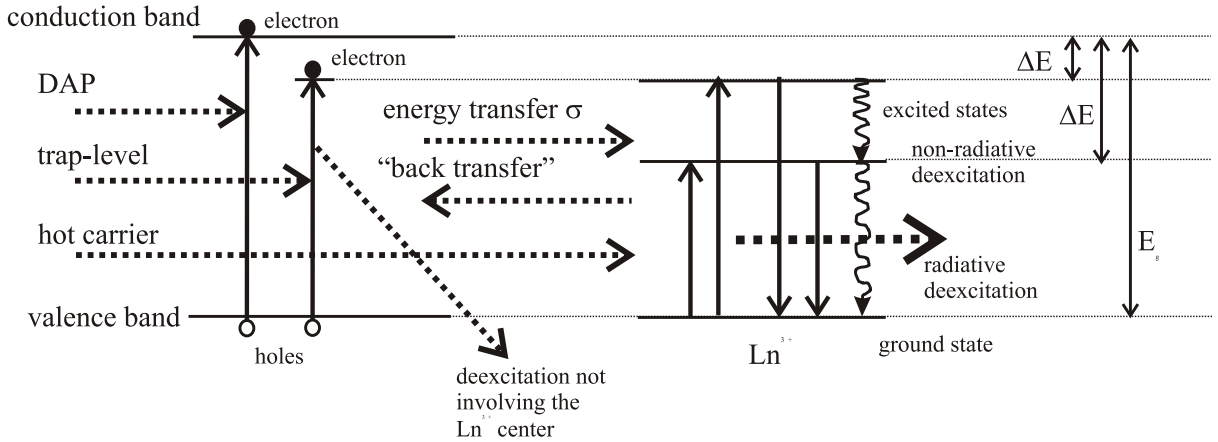 conduction band
electron
electron
DAP
trap-level
hot carrier
valence band
holes
energy transfer σ
“back transfer”
deexcitation not
involving the
Ln³⁺ center
excited states
non-radiative
deexcitation
radiative
deexcitation
Ln³⁺
ground state
ΔE
ΔE
E_g